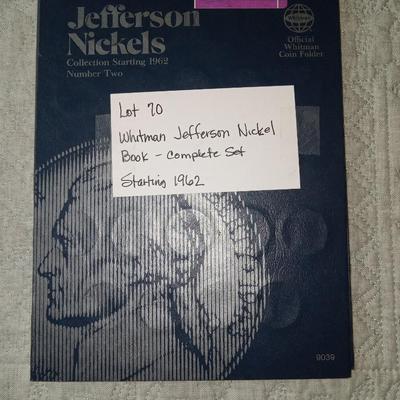 Jefferson
Nickels
Collection Starting 1962
Number Two
Whitman
Official
Whitman
Coin Folder
Lot 70
Whitman Jefferson Nickel
Book - Complete Set
Starting 1962
9039